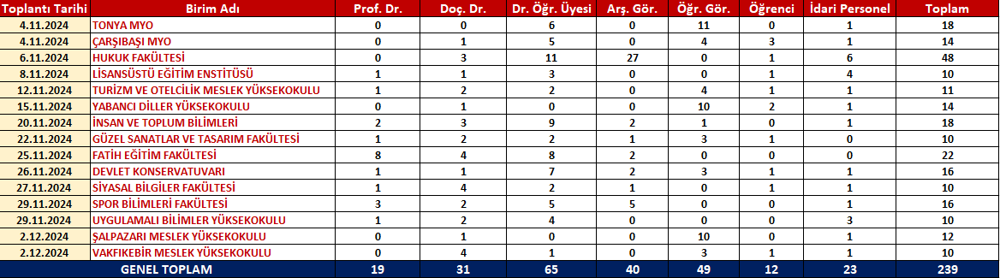 Toplantı Tarihi Birim Adı Prof. Dr. Doç. Dr. Dr. Öğr. Üyesi Arş. Gör. Öğr. Gör. Öğrenci İdari Personel Toplam
4.11.2024 TONYA MYO 0 0 6 0 11 0 1 18
4.11.2024 ÇARŞIBAŞI MYO 0 1 5 0 4 3 1 14
6.11.2024 HUKUK FAKÜLTESİ 0 3 11 27 0 1 6 48
8.11.2024 LİSANSÜSTÜ EĞİTİM ENSTİTÜSÜ 1 1 3 0 0 1 4 10
12.11.2024 TURİZM VE OTELCİLİK MESLEK YÜKSEKOKULU 1 2 2 0 4 1 1 11
15.11.2024 YABANCI DİLLER YÜKSEKOKULU 0 1 0 0 10 2 1 14
20.11.2024 İNSAN VE TOPLUM BİLİMLERİ 2 3 9 2 1 0 1 18
22.11.2024 GÜZEL SANATLAR VE TASARIM FAKÜLTESİ 1 2 2 1 3 1 0 10
25.11.2024 FATİH EĞİTİM FAKÜLTESİ 8 4 8 2 0 0 0 22
26.11.2024 DEVLET KONSERVATUVARI 1 1 7 2 3 1 1 16
27.11.2024 SİYASAL BİLGİLER FAKÜLTESİ 1 4 2 1 0 1 1 10
29.11.2024 SPOR BİLİMLERİ FAKÜLTESİ 3 2 5 5 0 0 1 16
29.11.2024 UYGULAMALI BİLİMLER YÜKSEKOKULU 1 2 4 0 0 0 3 10
2.12.2024 ŞALPAZARI MESLEK YÜKSEKOKULU 0 1 0 0 10 0 1 12
2.12.2024 VAKFIKEBİR MESLEK YÜKSEKOKULU 0 4 1 0 3 1 1 10
GENEL TOPLAM 19 31 65 40 49 12 23 239